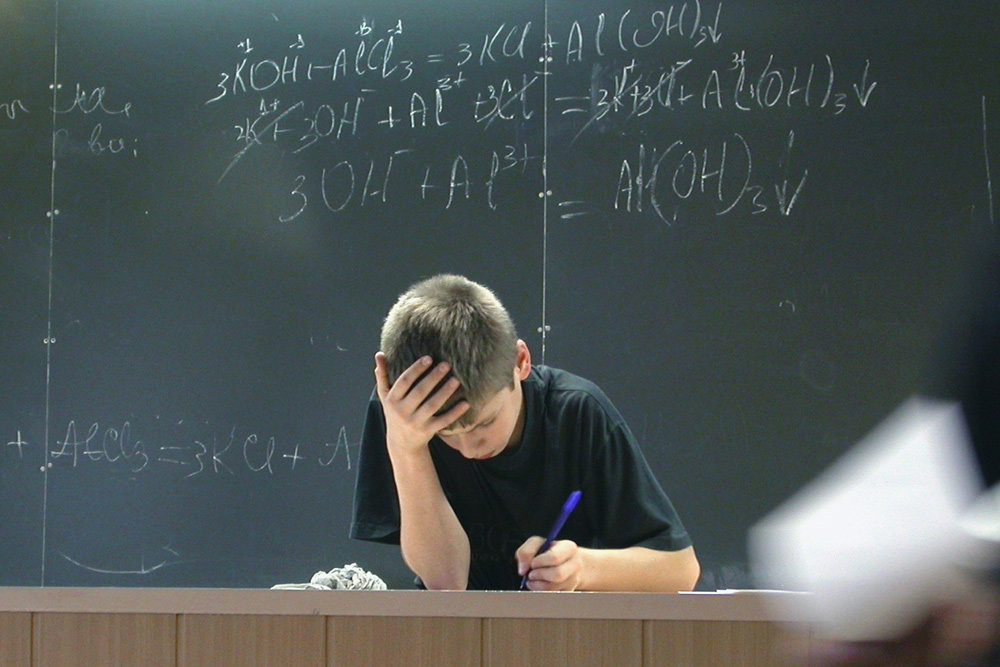 3KOH + AlCl₃ = 3KCl + Al(OH)₃↓
3K⁺ + 3OH⁻ + Al³⁺ + 3Cl⁻ = 3K⁺ + 3Cl⁻ + Al(OH)₃↓
3OH⁻ + Al³⁺ = Al(OH)₃↓
+ AlCl₃ = 3KCl + A